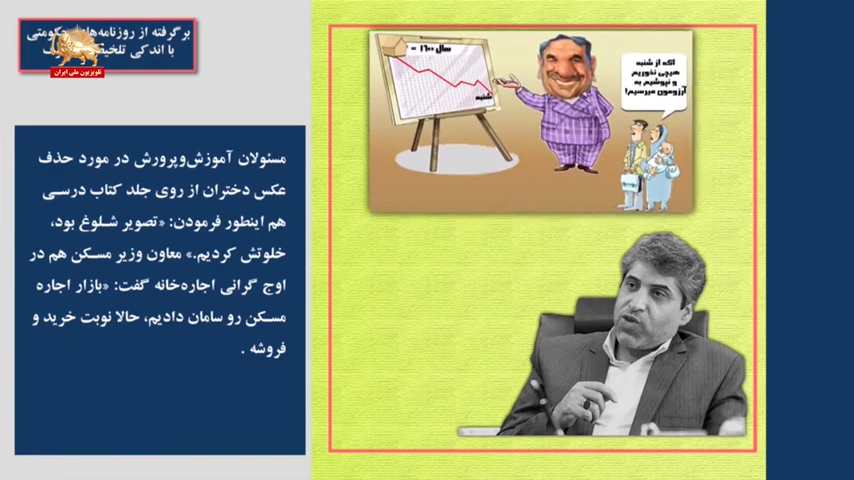 برگرفته از روزنامه‌های حکومتی
با اندکی تلخیص
تلویزیون ملی ایران
سال ۱۶۰۰
شنبه
اگه از شنبه
هیچی نخوریم
و نپوشیم به
آرزومون میرسیم!
مسئولان آموزش‌وپرورش در مورد حذف
عکس دختران از روی جلد کتاب درسی
هم اینطور فرمودن: «تصویر شلوغ بود،
خلوتش کردیم.» معاون وزیر مسکن هم در
اوج گرانی اجاره‌خانه گفت: «بازار اجاره
مسکن رو سامان دادیم، حالا نوبت خرید و
فروشه .